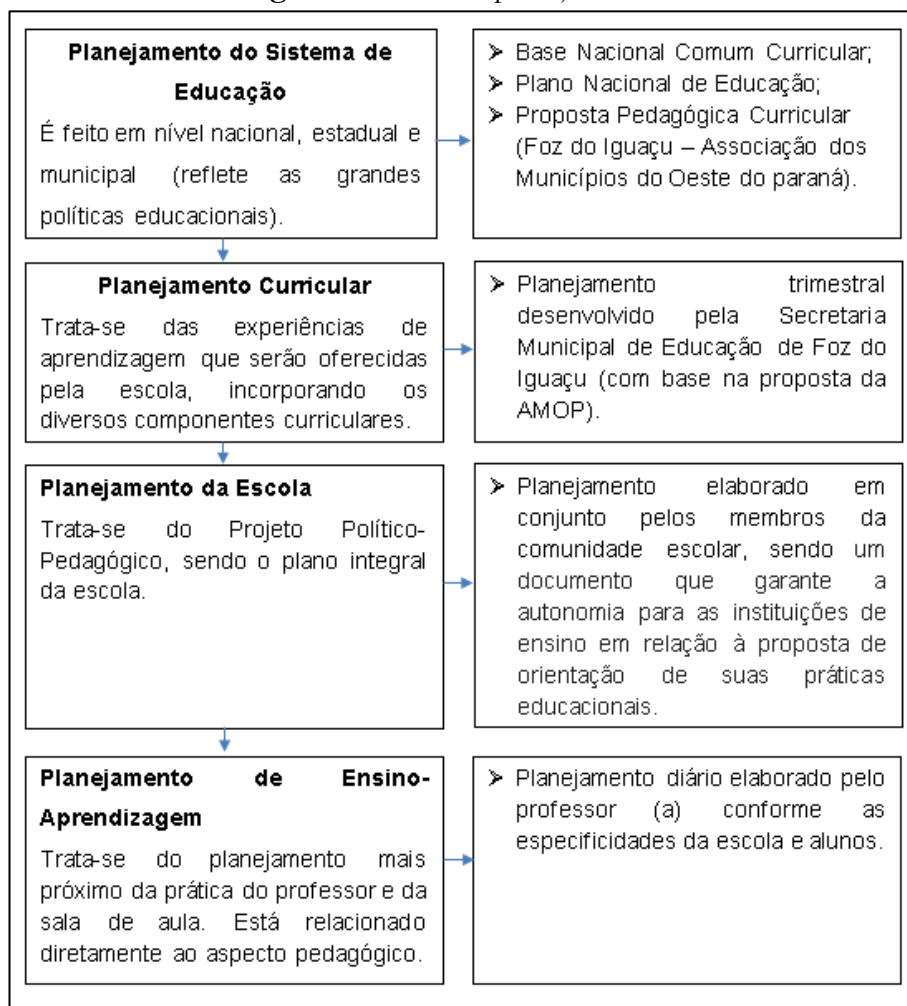 Planejamento do Sistema de
Educação
É feito em nível nacional, estadual e
municipal (reflete as grandes
políticas educacionais).
➢ Base Nacional Comum Curricular;
➢ Plano Nacional de Educação;
➢ Proposta Pedagógica Curricular
(Foz do Iguaçu – Associação dos
Municípios do Oeste do paraná).
Planejamento Curricular
Trata-se das experiências de
aprendizagem que serão oferecidas
pela escola, incorporando os
diversos componentes curriculares.
➢ Planejamento trimestral
desenvolvido pela Secretaria
Municipal de Educação de Foz do
Iguaçu (com base na proposta da
AMOP).
Planejamento da Escola
Trata-se do Projeto Político-
Pedagógico, sendo o plano integral
da escola.
➢ Planejamento elaborado em
conjunto pelos membros da
comunidade escolar, sendo um
documento que garante a
autonomia para as instituições de
ensino em relação à proposta de
orientação de suas práticas
educacionais.
Planejamento de Ensino-
Aprendizagem
Trata-se do planejamento mais
próximo da prática do professor e da
sala de aula. Está relacionado
diretamente ao aspecto pedagógico.
➢ Planejamento diário elaborado pelo
professor (a) conforme as
especificidades da escola e alunos.